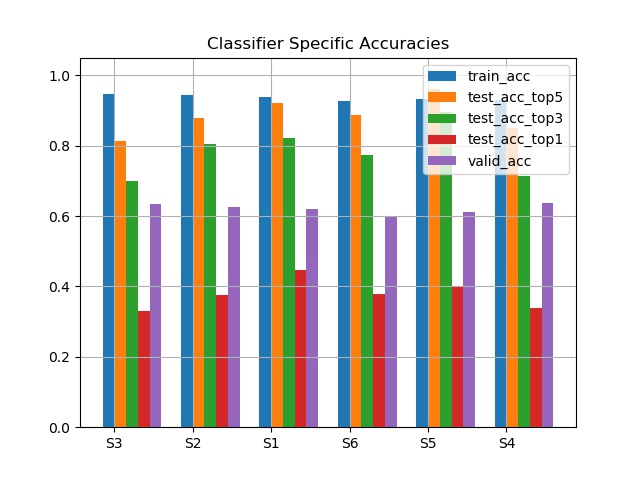 Classifier Specific Accuracies
1.0
0.8
0.6
0.4
0.2
0.0
train_acc
test_acc_top5
test_acc_top3
test_acc_top1
valid_acc
S3 S2 S1 S6 S5 S4